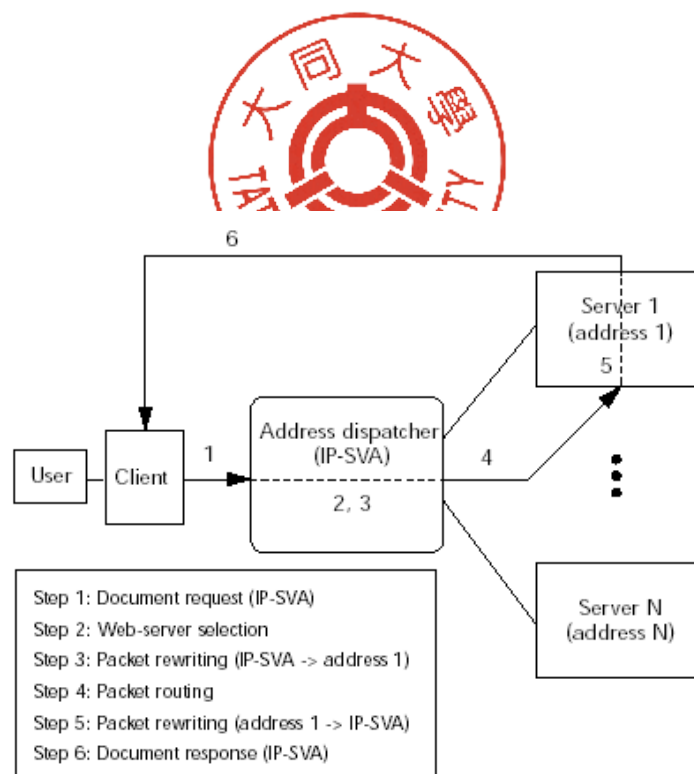 大同大學
TAT
ITY
6
Server 1
(address 1)
5
Address dispatcher
(IP-SVA)
1
4
User
Client
2, 3
Server N
(address N)
Step 1: Document request (IP-SVA)
Step 2: Web-server selection
Step 3: Packet rewriting (IP-SVA -> address 1)
Step 4: Packet routing
Step 5: Packet rewriting (address 1 -> IP-SVA)
Step 6: Document response (IP-SVA)